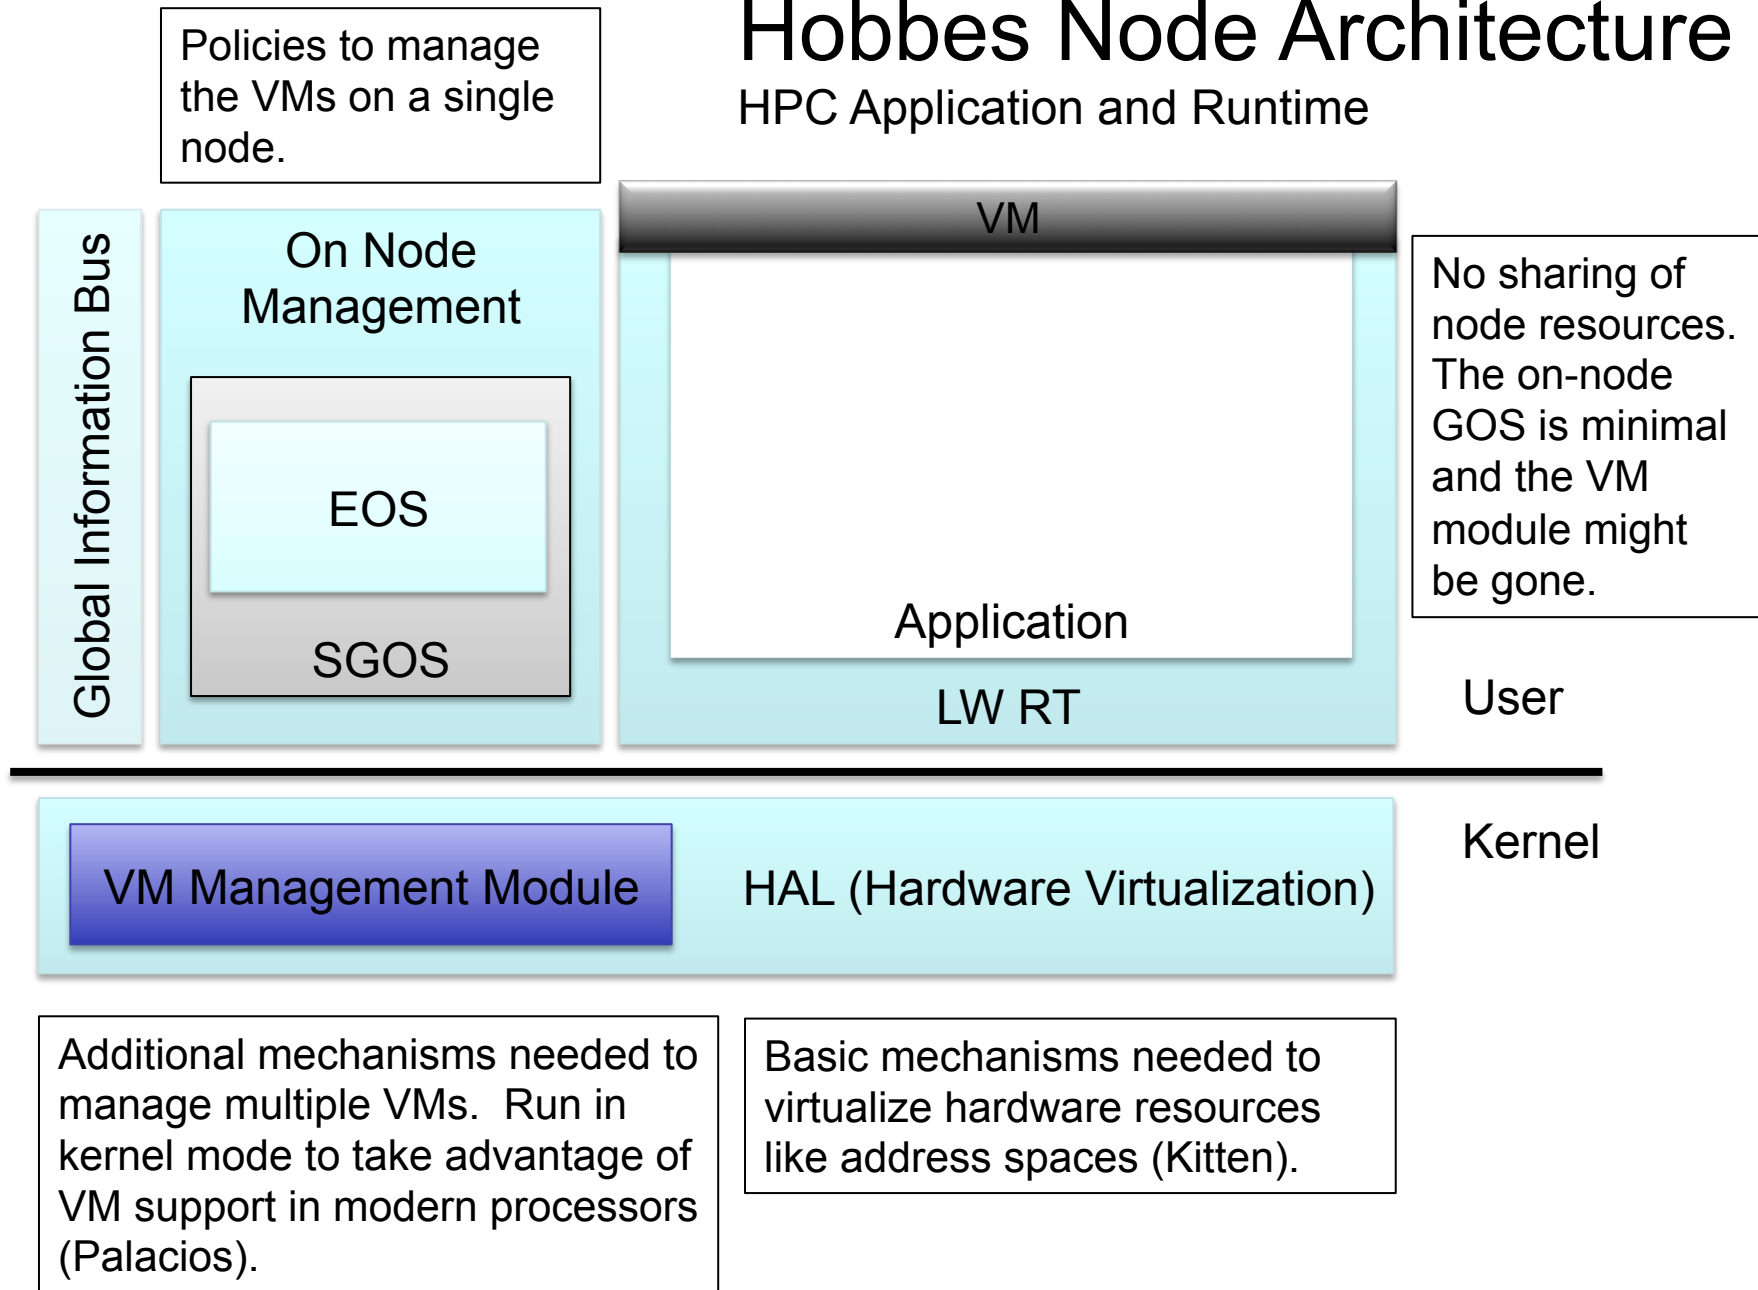 Hobbes Node Architecture
HPC Application and Runtime
Policies to manage
the VMs on a single
node.
Global Information Bus
On Node
Management
EOS
SGOS
VM
Application
LW RT
No sharing of
node resources.
The on-node
GOS is minimal
and the VM
module might
be gone.
User
Kernel
VM Management Module
HAL (Hardware Virtualization)
Additional mechanisms needed to
manage multiple VMs. Run in
kernel mode to take advantage of
VM support in modern processors
(Palacios).
Basic mechanisms needed to
virtualize hardware resources
like address spaces (Kitten).